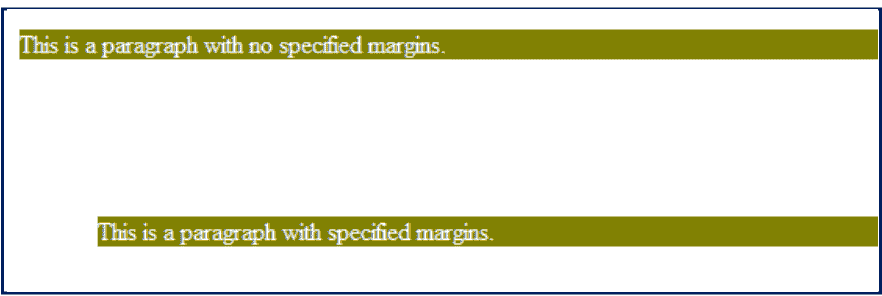 This is a paragraph with no specified margins.
This is a paragraph with specified margins.